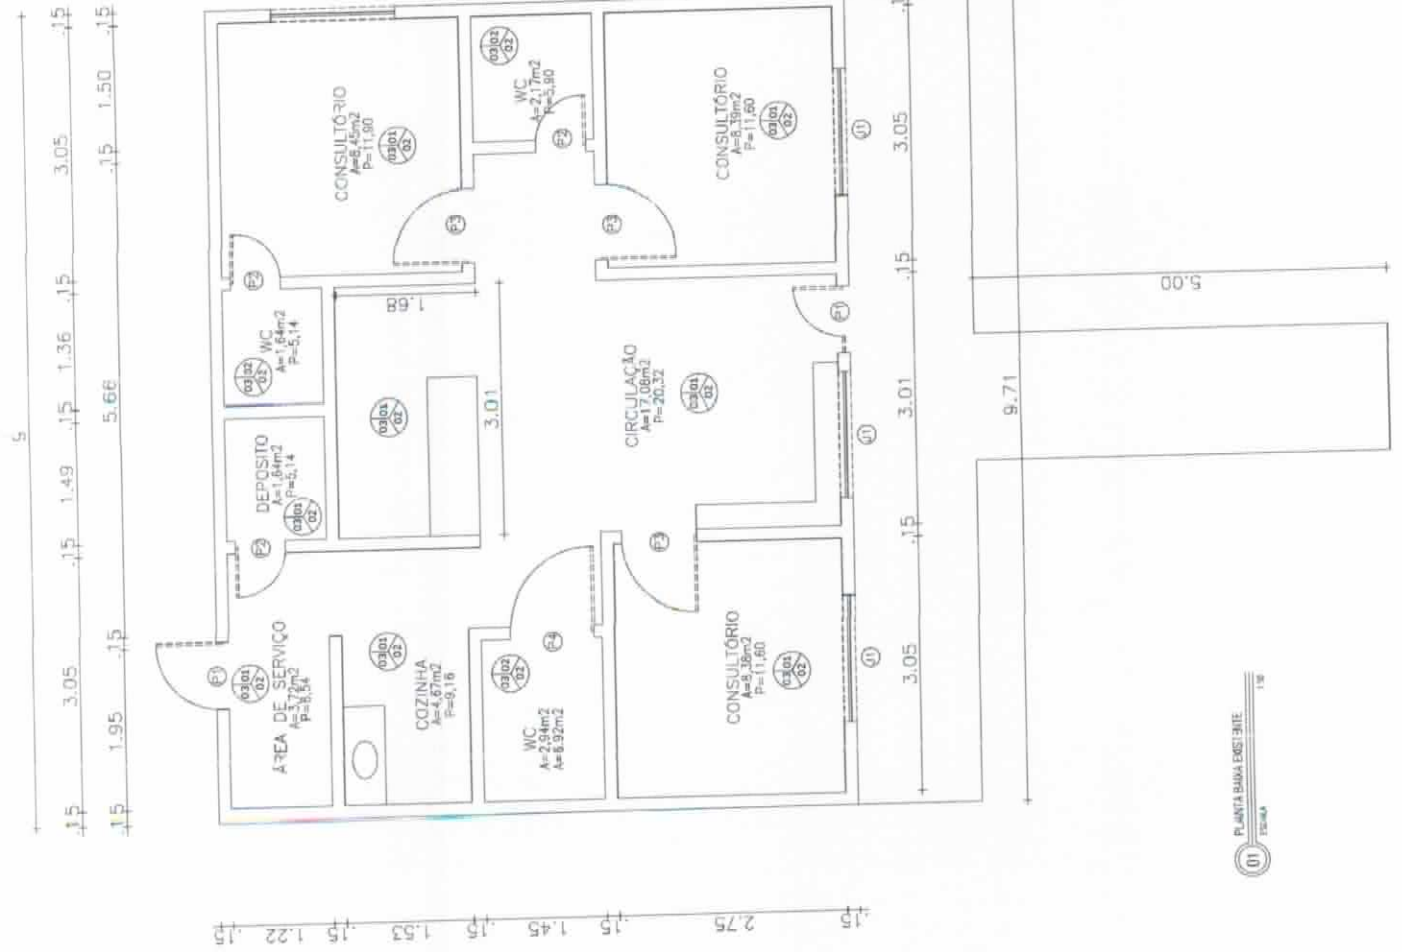 .15
1.50
.15
5.66
.15
1.95
.15
.15
3.05
.15
1.36
.15
1.49
.15
3.05
.15
CONSULTÓRIO
A=8,45m2
P=11,90
03 01
02
WC
A=2,17m2
P=5,90
03 02
02
P2
CONSULTÓRIO
A=8,39m2
P=11,60
03 01
02
J1
P3
P3
P2
WC
A=1,64m2
P=5,14
03 02
02
DEPOSITO
A=1,64m2
P=5,14
03 01
02
P2
1.68
03 01
02
3.01
CIRCULAÇÃO
A=17,08m2
P=20,32
03 01
02
P1
J1
P3
ÁREA DE SERVIÇO
A=3,72m2
P=8,54
03 01
02
P1
COZINHA
A=4,67m2
P=9,16
03 01
02
WC
A=2,94m2
A=6.92m2
03 02
02
P4
CONSULTÓRIO
A=8,38m2
P=11,60
03 01
02
J1
3.05
.15
3.01
.15
3.05
9.71
5.00
.15
1.22
.15
1.53
.15
1.45
.15
2.75
.15
01
PLANTA BAIXA EXISTENTE
ESCALA